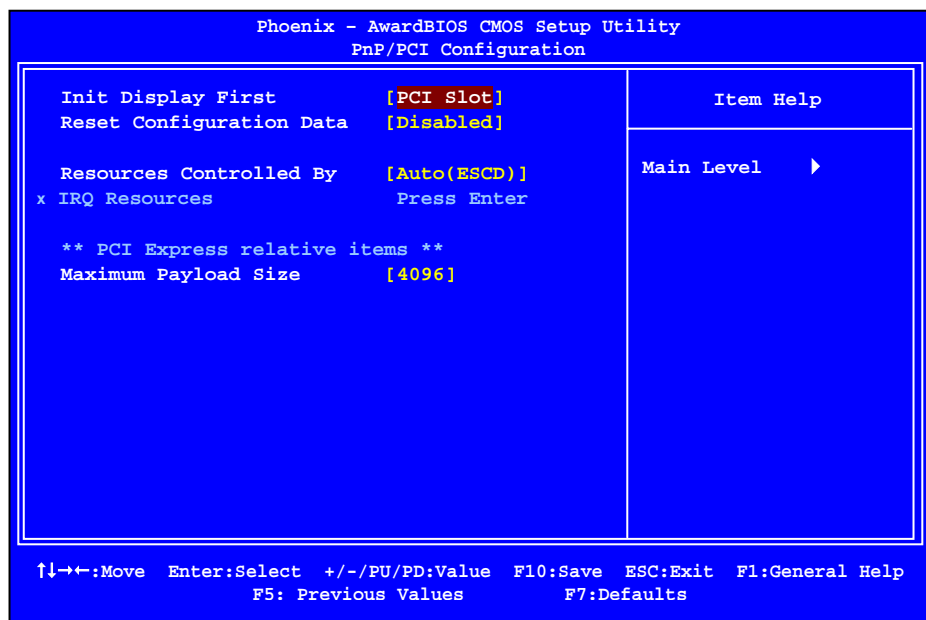 Phoenix – AwardBIOS CMOS Setup Utility
PnP/PCI Configuration
Init Display First [PCI Slot]
Reset Configuration Data [Disabled]
Resources Controlled By [Auto(ESCD)]
x IRQ Resources Press Enter
** PCI Express relative items **
Maximum Payload Size [4096]
Item Help
Main Level
↑↓→←:Move Enter:Select +/-/PU/PD:Value F10:Save ESC:Exit F1:General Help
F5: Previous Values F7:Defaults